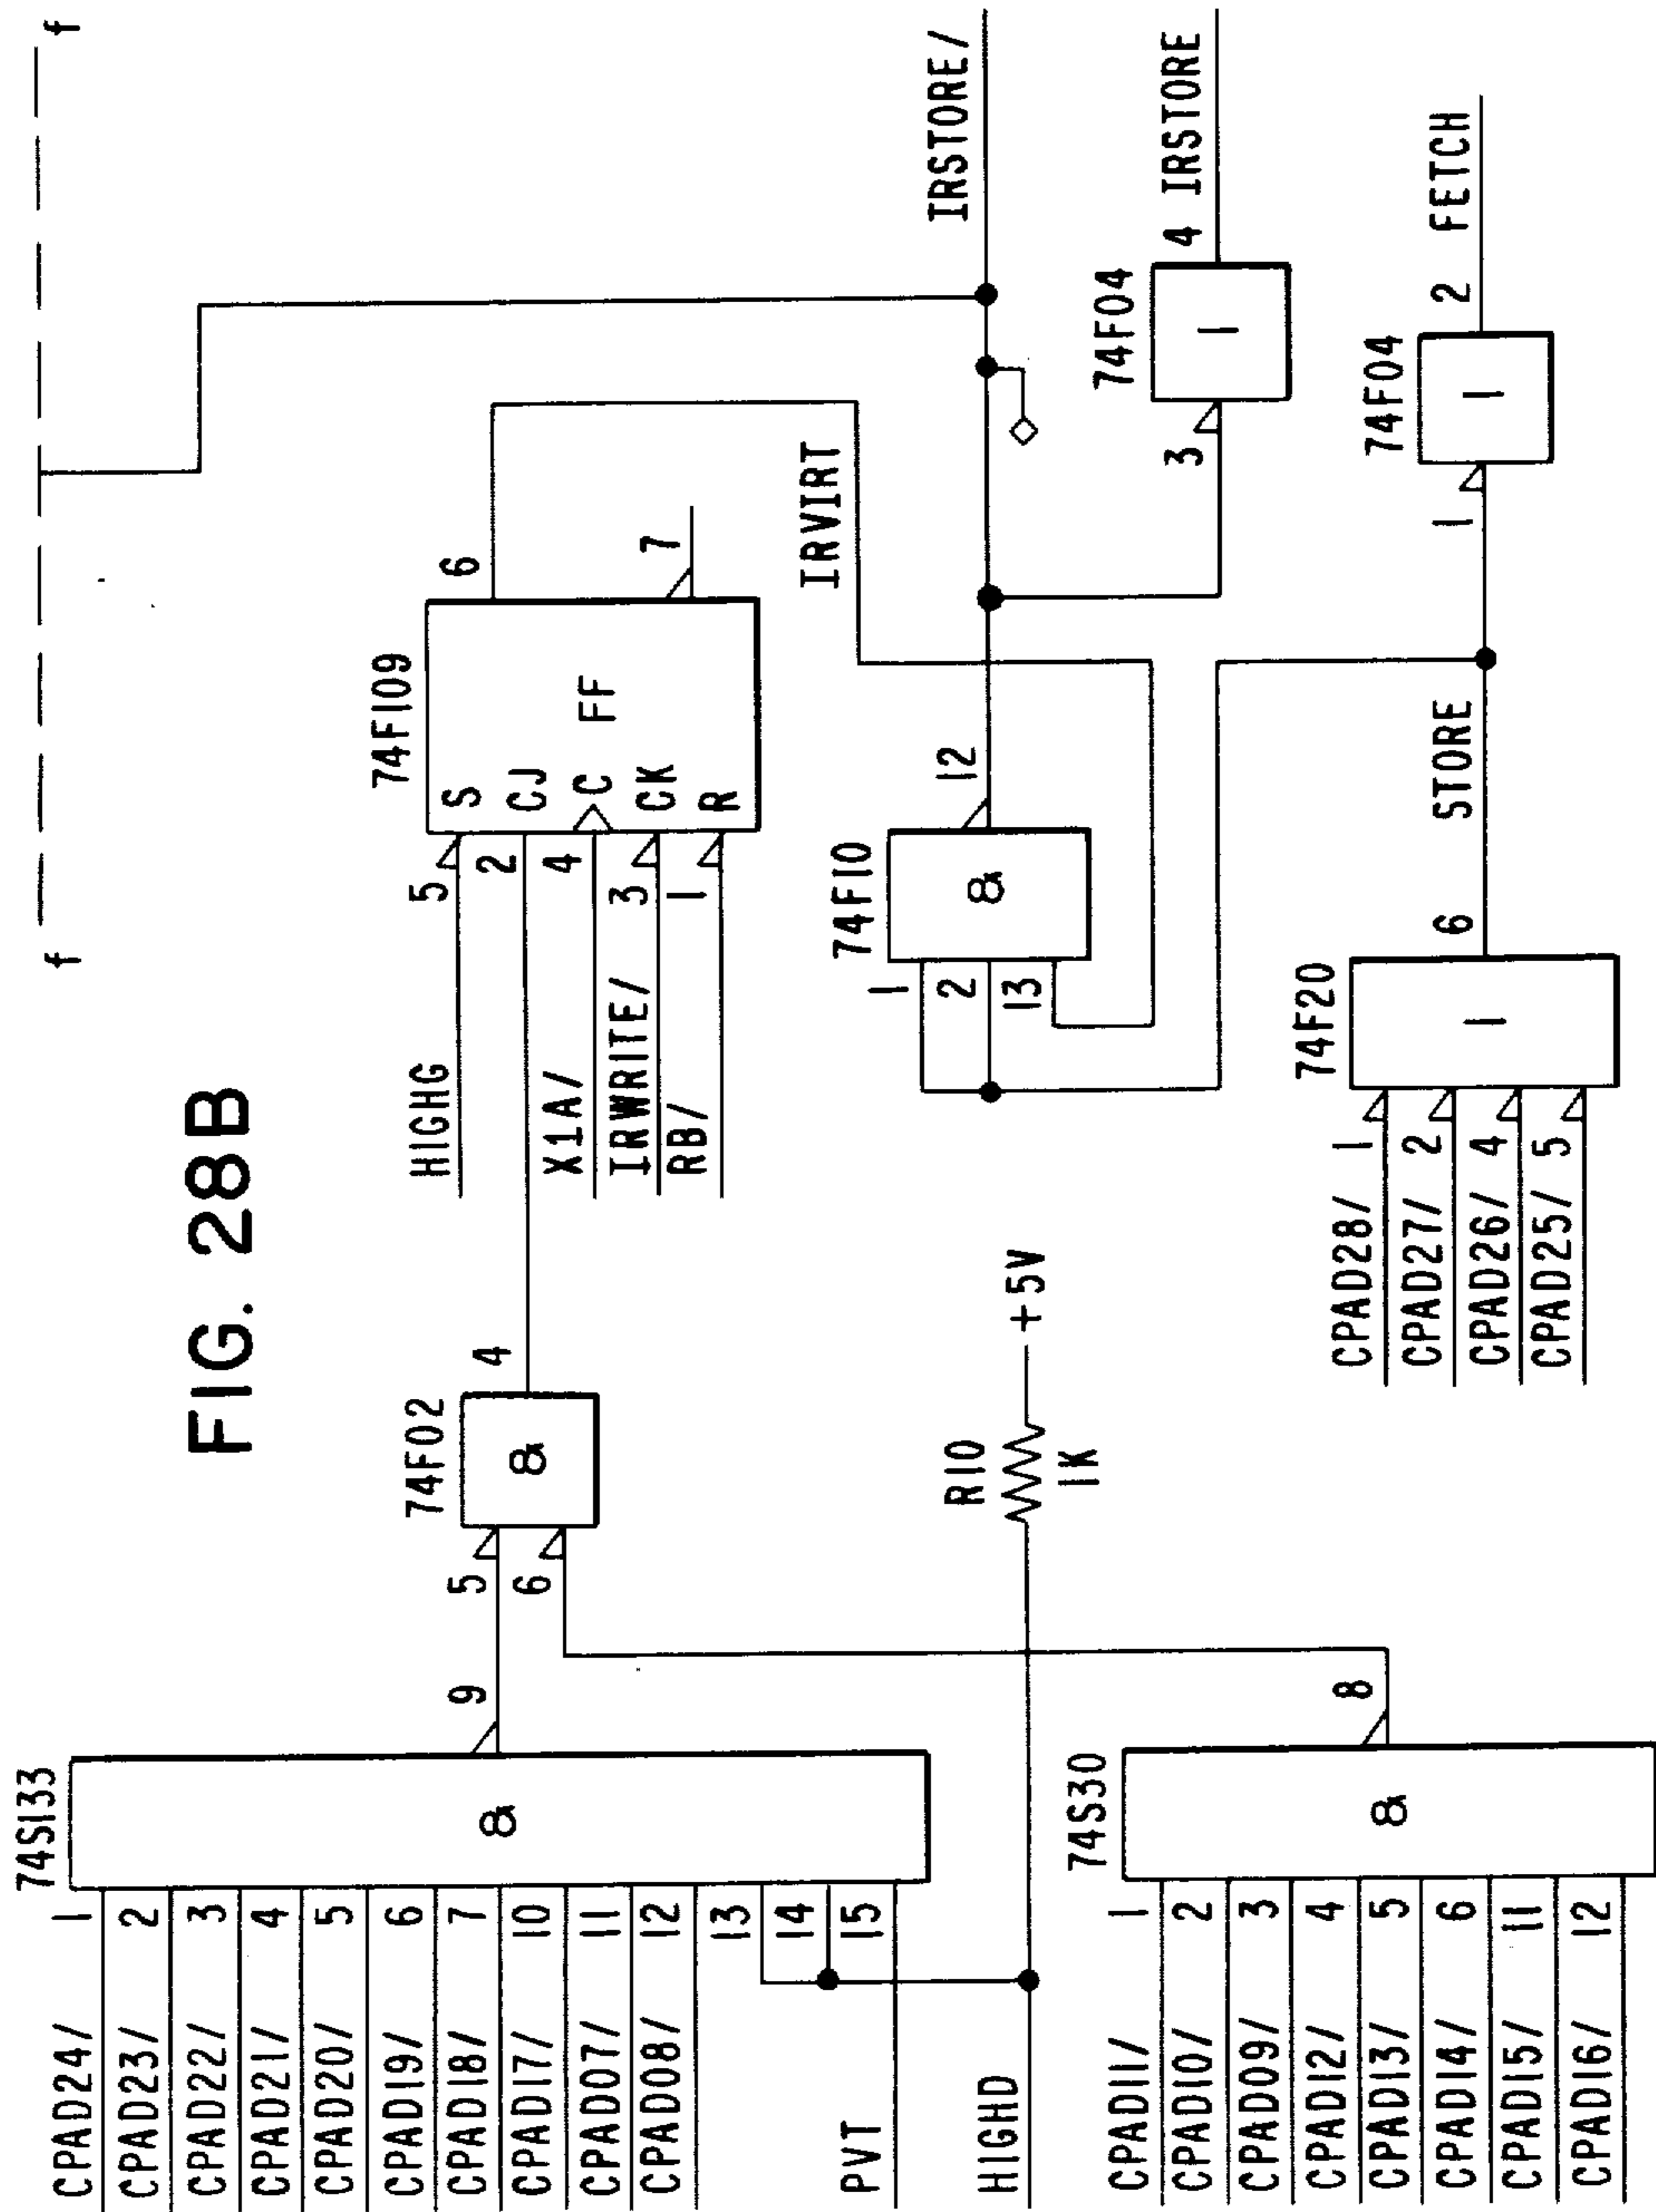 FIG. 28B
f f
74S133
CPAD24/ 1
CPAD23/ 2
CPAD22/ 3
CPAD21/ 4
CPAD20/ 5
CPAD19/ 6
CPAD18/ 7
CPAD17/ 10
CPAD07/ 11
CPAD08/ 12
13
14
PVT 15
& 9
HIGHD
R10
1K
+5V
74S30
CPAD11/ 1
CPAD10/ 2
CPAD09/ 3
CPAD12/ 4
CPAD13/ 5
CPAD14/ 6
CPAD15/ 11
CPAD16/ 12
& 8
74F02
5
6
& 4
74F109
HIGHG 5 S
2 CJ
X1A/ 4 C
IRWRITE/ 3 CK
RB/ 1 R
FF
6
7
IRVIRT
74F10
1
2
13
& 12
IRSTORE/
74F04
3 1 4 IRSTORE
74F20
CPAD28/ 1
CPAD27/ 2
CPAD26/ 4
CPAD25/ 5
1 6 STORE
74F04
1 1 2 FETCH